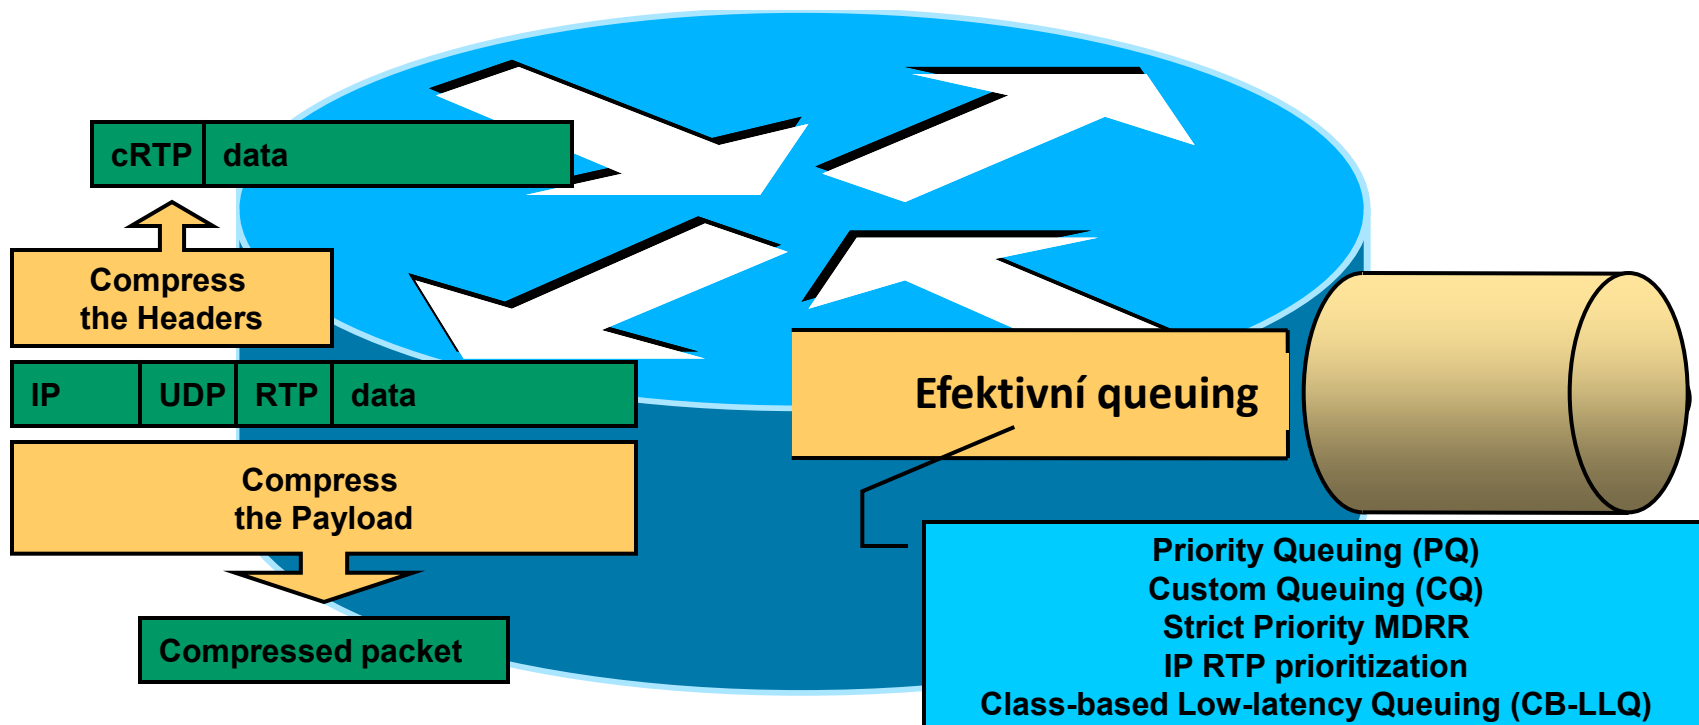 cRTP data
Compress
the Headers
IP UDP RTP data
Compress
the Payload
Compressed packet
Efektivní queuing
Priority Queuing (PQ)
Custom Queuing (CQ)
Strict Priority MDRR
IP RTP prioritization
Class-based Low-latency Queuing (CB-LLQ)